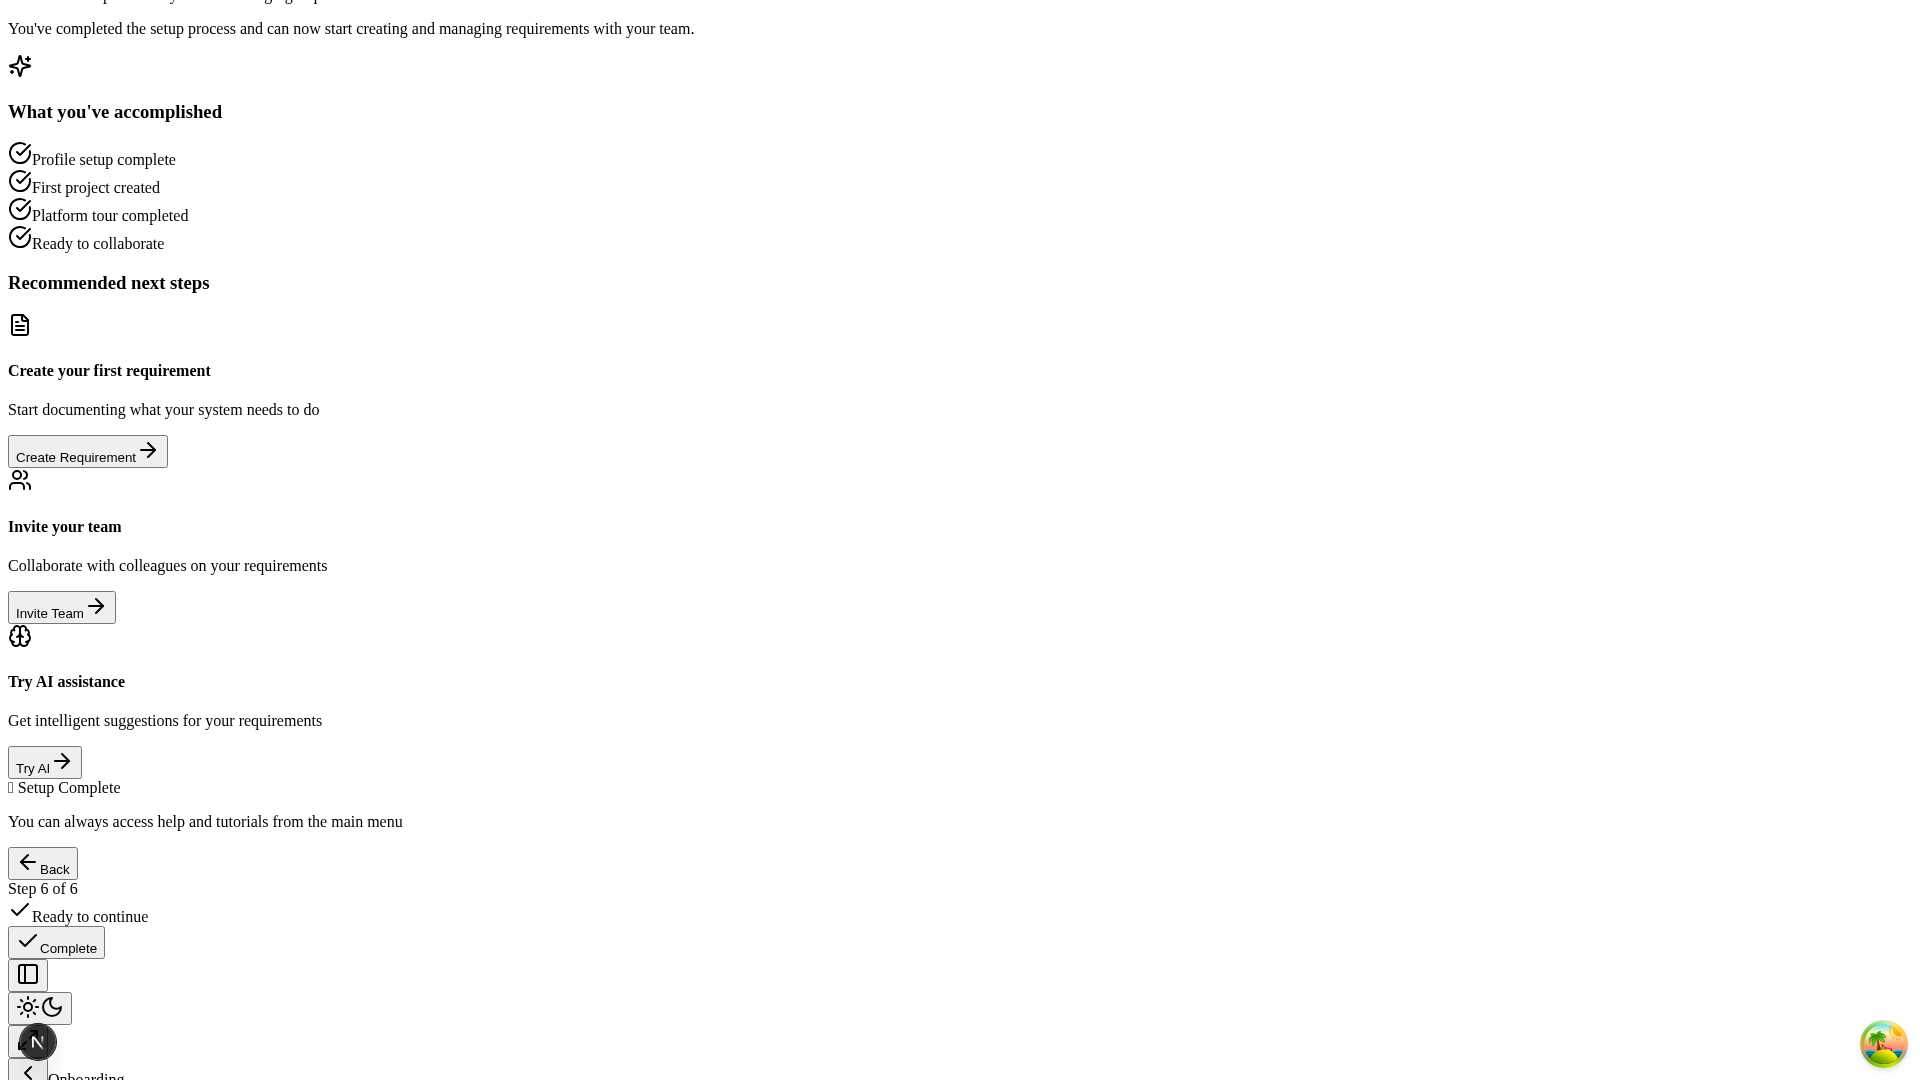 You've completed the setup process and can now start creating and managing requirements with your team.
What you've accomplished
Profile setup complete
First project created
Platform tour completed
Ready to collaborate
Recommended next steps
Create your first requirement
Start documenting what your system needs to do
Create Requirement
Invite your team
Collaborate with colleagues on your requirements
Invite Team
Try AI assistance
Get intelligent suggestions for your requirements
Try AI
Setup Complete
You can always access help and tutorials from the main menu
Back
Step 6 of 6
Ready to continue
Complete
N
Onboarding